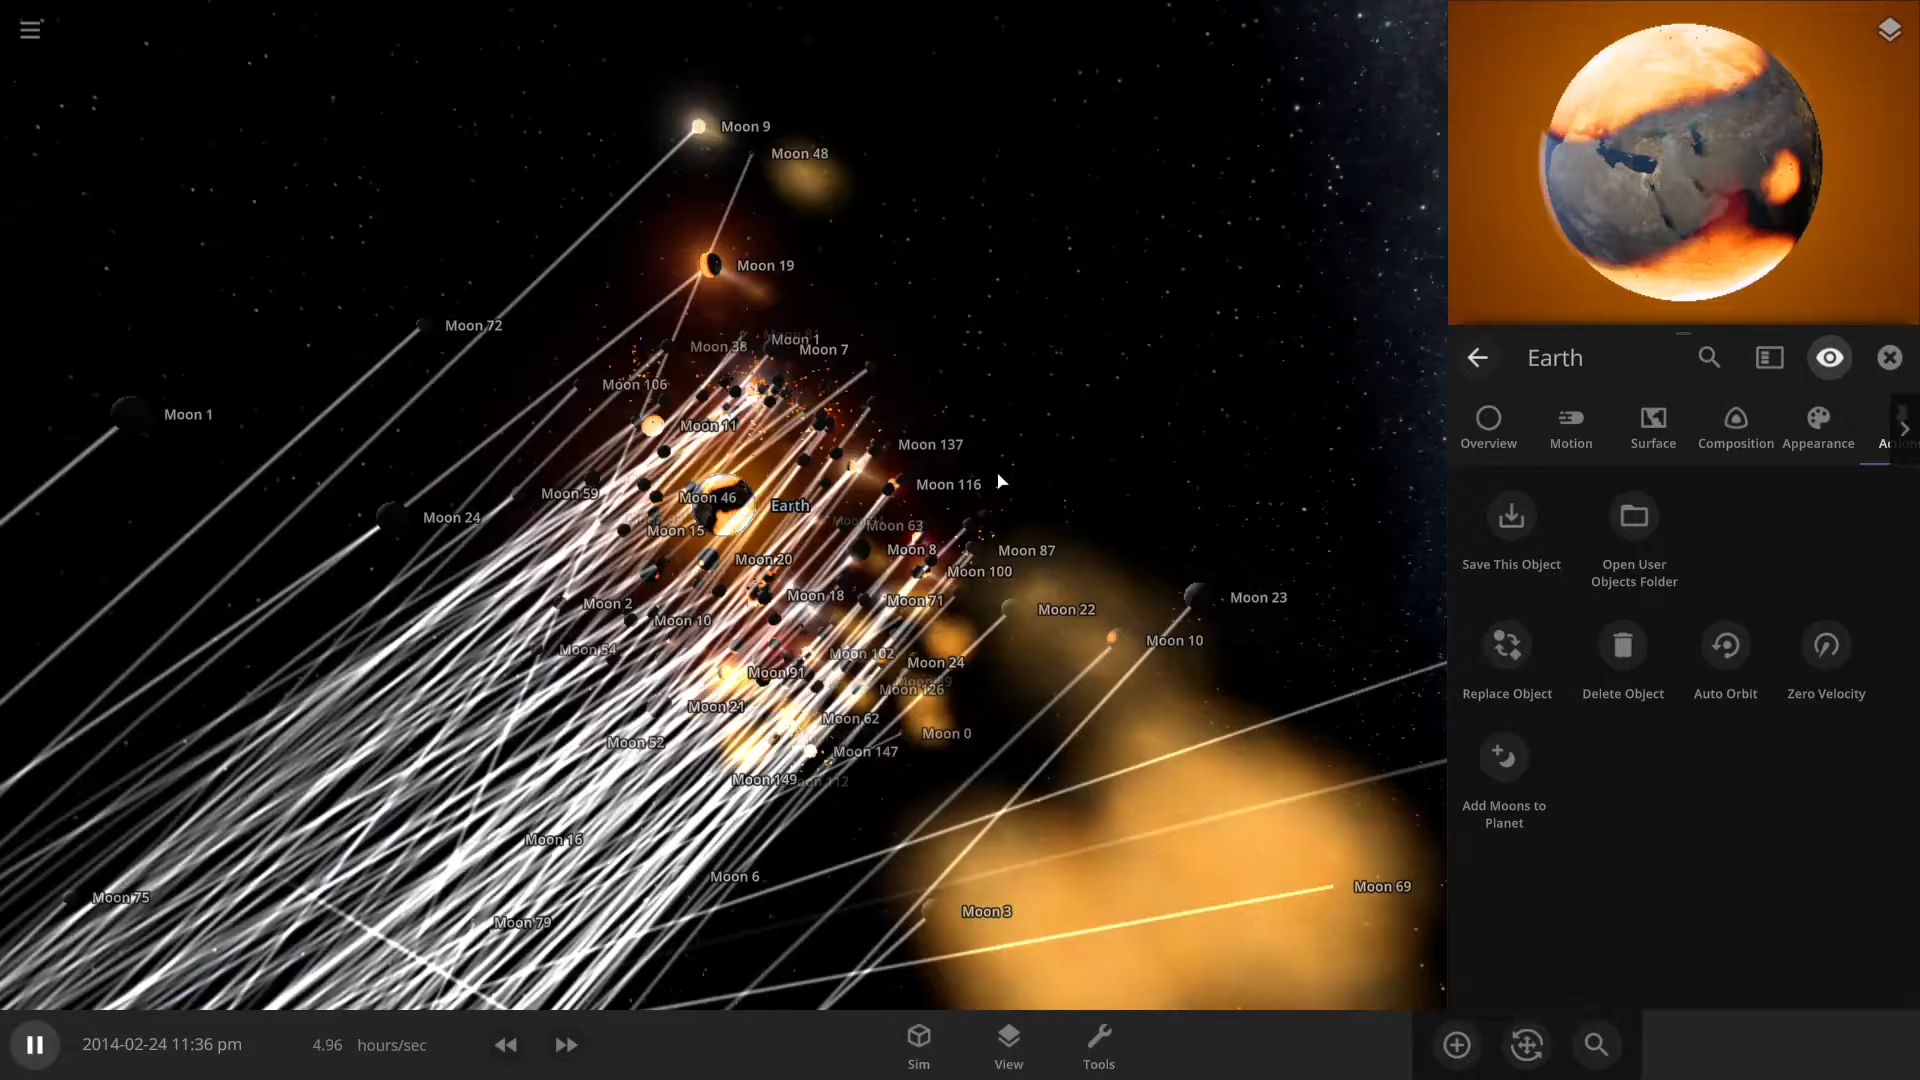 Moon 9
Moon 48
Moon 19
Moon 72
Moon 81
Moon 1
Moon 38
Moon 7
Moon 106
Moon 1
Moon 11
Moon 137
Moon 116
Moon 59
Moon 46
Earth
Moon 24
Moon 63
Moon 15
Moon 8
Moon 87
Moon 20
Moon 100
Moon 18
Moon 71
Moon 23
Moon 2
Moon 22
Moon 10
Moon 10
Moon 54
Moon 102
Moon 24
Moon 91
Moon 126
Moon 21
Moon 62
Moon 0
Moon 52
Moon 147
Moon 149
Moon 16
Moon 6
Moon 69
Moon 75
Moon 3
Moon 79
Earth
Overview
Motion
Surface
Composition
Appearance
Save This Object
Open User
Objects Folder
Replace Object
Delete Object
Auto Orbit
Zero Velocity
Add Moons to
Planet
2014-02-24 11:36 pm
4.96 hours/sec
Sim
View
Tools